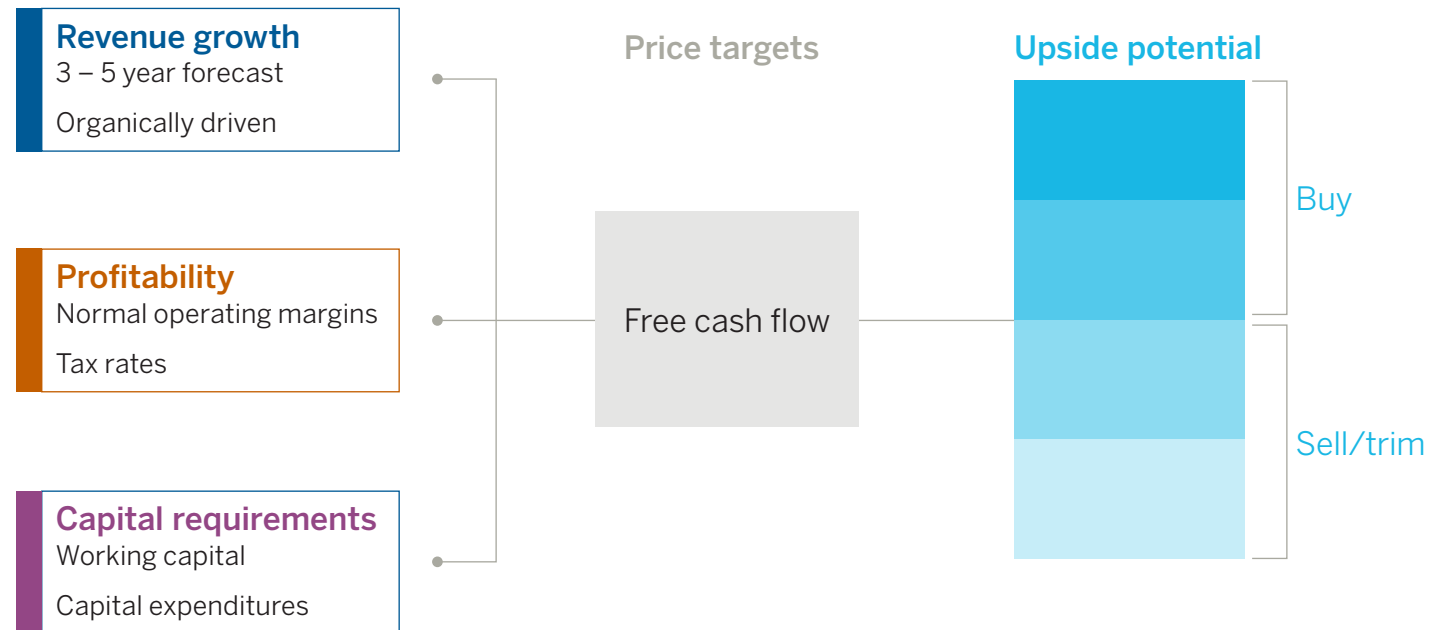 Revenue growth
3 – 5 year forecast
Organically driven
Profitability
Normal operating margins
Tax rates
Capital requirements
Working capital
Capital expenditures
Price targets
Free cash flow
Upside potential
Buy
Sell/trim